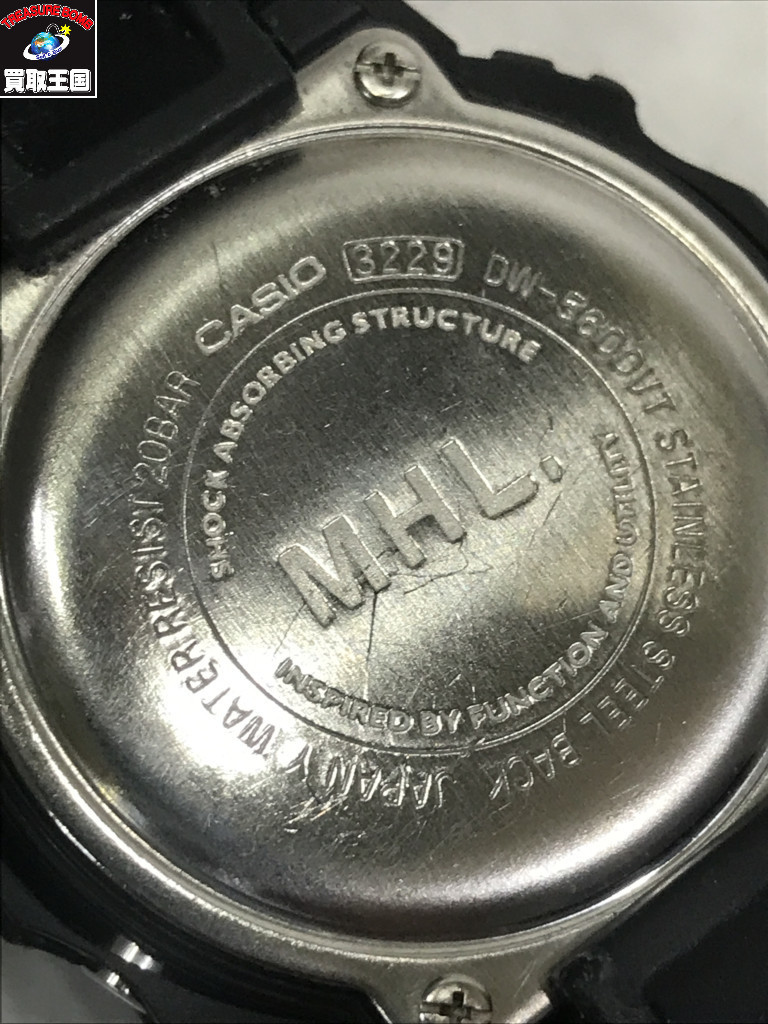 TREASURE BOMB
買取王国
CASIO 3229 DW-5600VT STAINLESS STEEL BACK JAPAN Y WATER RESIST 20BAR
SHOCK ABSORBING STRUCTURE
MHL.
INSPIRED BY FUNCTION AND UTILITY